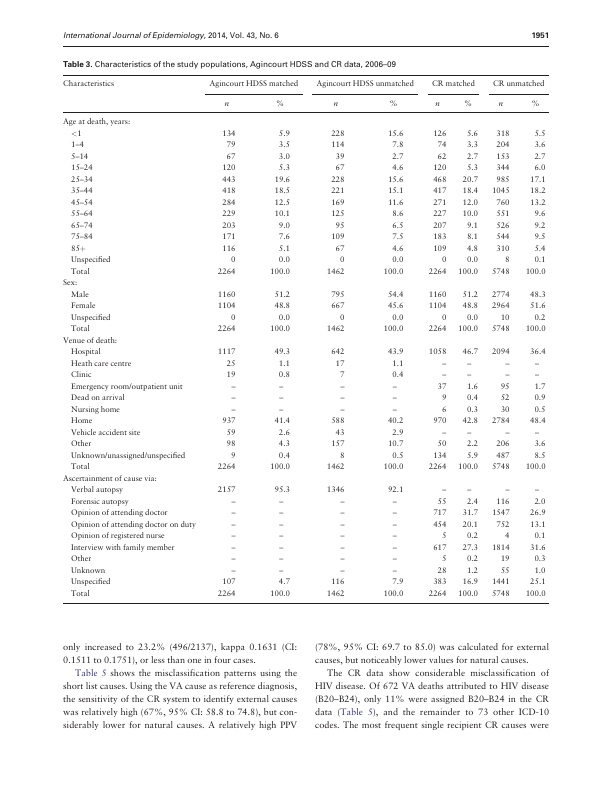 International Journal of Epidemiology, 2014, Vol. 43, No. 6 1951
Table 3. Characteristics of the study populations, Agincourt HDSS and CR data, 2006–09
Characteristics Agincourt HDSS matched Agincourt HDSS unmatched CR matched CR unmatched
n % n % n % n %
Age at death, years:
<1 134 5.9 228 15.6 126 5.6 318 5.5
1–4 79 3.5 114 7.8 74 3.3 204 3.6
5–14 67 3.0 39 2.7 62 2.7 153 2.7
15–24 120 5.3 67 4.6 120 5.3 344 6.0
25–34 443 19.6 228 15.6 468 20.7 985 17.1
35–44 418 18.5 221 15.1 417 18.4 1045 18.2
45–54 284 12.5 169 11.6 271 12.0 760 13.2
55–64 229 10.1 125 8.6 227 10.0 551 9.6
65–74 203 9.0 95 6.5 207 9.1 526 9.2
75–84 171 7.6 109 7.5 183 8.1 544 9.5
85+ 116 5.1 67 4.6 109 4.8 310 5.4
Unspecified 0 0.0 0 0.0 0 0.0 8 0.1
Total 2264 100.0 1462 100.0 2264 100.0 5748 100.0
Sex:
Male 1160 51.2 795 54.4 1160 51.2 2774 48.3
Female 1104 48.8 667 45.6 1104 48.8 2964 51.6
Unspecified 0 0.0 0 0.0 0 0.0 10 0.2
Total 2264 100.0 1462 100.0 2264 100.0 5748 100.0
Venue of death:
Hospital 1117 49.3 642 43.9 1058 46.7 2094 36.4
Heath care centre 25 1.1 17 1.1 – – – –
Clinic 19 0.8 7 0.4 – – – –
Emergency room/outpatient unit – – – – 37 1.6 95 1.7
Dead on arrival – – – – 9 0.4 52 0.9
Nursing home – – – – 6 0.3 30 0.5
Home 937 41.4 588 40.2 970 42.8 2784 48.4
Vehicle accident site 59 2.6 43 2.9 – – – –
Other 98 4.3 157 10.7 50 2.2 206 3.6
Unknown/unassigned/unspecified 9 0.4 8 0.5 134 5.9 487 8.5
Total 2264 100.0 1462 100.0 2264 100.0 5748 100.0
Ascertainment of cause via:
Verbal autopsy 2157 95.3 1346 92.1 – – – –
Forensic autopsy – – – – 55 2.4 116 2.0
Opinion of attending doctor – – – – 717 31.7 1547 26.9
Opinion of attending doctor on duty – – – – 454 20.1 752 13.1
Opinion of registered nurse – – – – 5 0.2 4 0.1
Interview with family member – – – – 617 27.3 1814 31.6
Other – – – – 5 0.2 19 0.3
Unknown – – – – 28 1.2 55 1.0
Unspecified 107 4.7 116 7.9 383 16.9 1441 25.1
Total 2264 100.0 1462 100.0 2264 100.0 5748 100.0
only increased to 23.2% (496/2137), kappa 0.1631 (CI:
0.1511 to 0.1751), or less than one in four cases.
Table 5 shows the misclassification patterns using the
short list causes. Using the VA cause as reference diagnosis,
the sensitivity of the CR system to identify external causes
was relatively high (67%, 95% CI: 58.8 to 74.8), but con-
siderably lower for natural causes. A relatively high PPV
(78%, 95% CI: 69.7 to 85.0) was calculated for external
causes, but noticeably lower values for natural causes.
The CR data show considerable misclassification of
HIV disease. Of 672 VA deaths attributed to HIV disease
(B20–B24), only 11% were assigned B20–B24 in the CR
data (Table 5), and the remainder to 73 other ICD-10
codes. The most frequent single recipient CR causes were